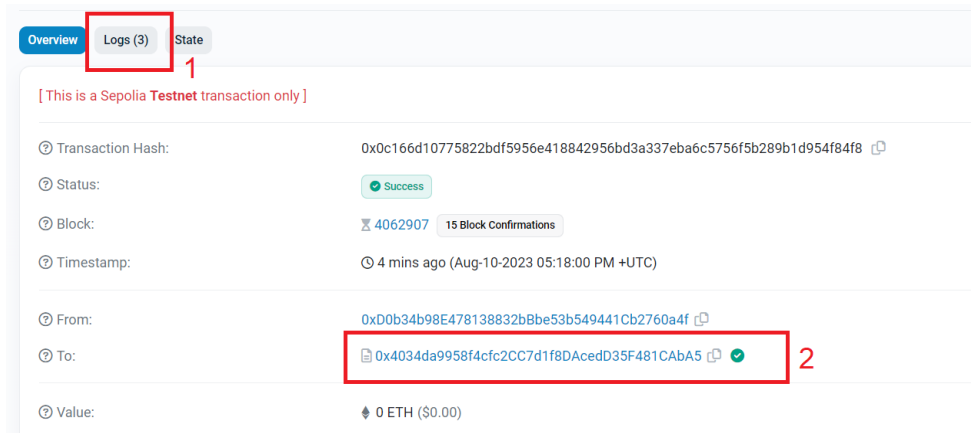 Overview Logs (3) State
1
[ This is a Sepolia Testnet transaction only ]
Transaction Hash: 0x0c166d10775822bdf5956e418842956bd3a337eba6c5756f5b289b1d954f84f8
Status: Success
Block: 4062907 15 Block Confirmations
Timestamp: 4 mins ago (Aug-10-2023 05:18:00 PM +UTC)
From: 0xD0b34b98E478138832bBbe53b549441Cb2760a4f
To: 0x4034da9958f4cfc2CC7d1f8DAcedD35F481CAbA5 2
Value: 0 ETH ($0.00)